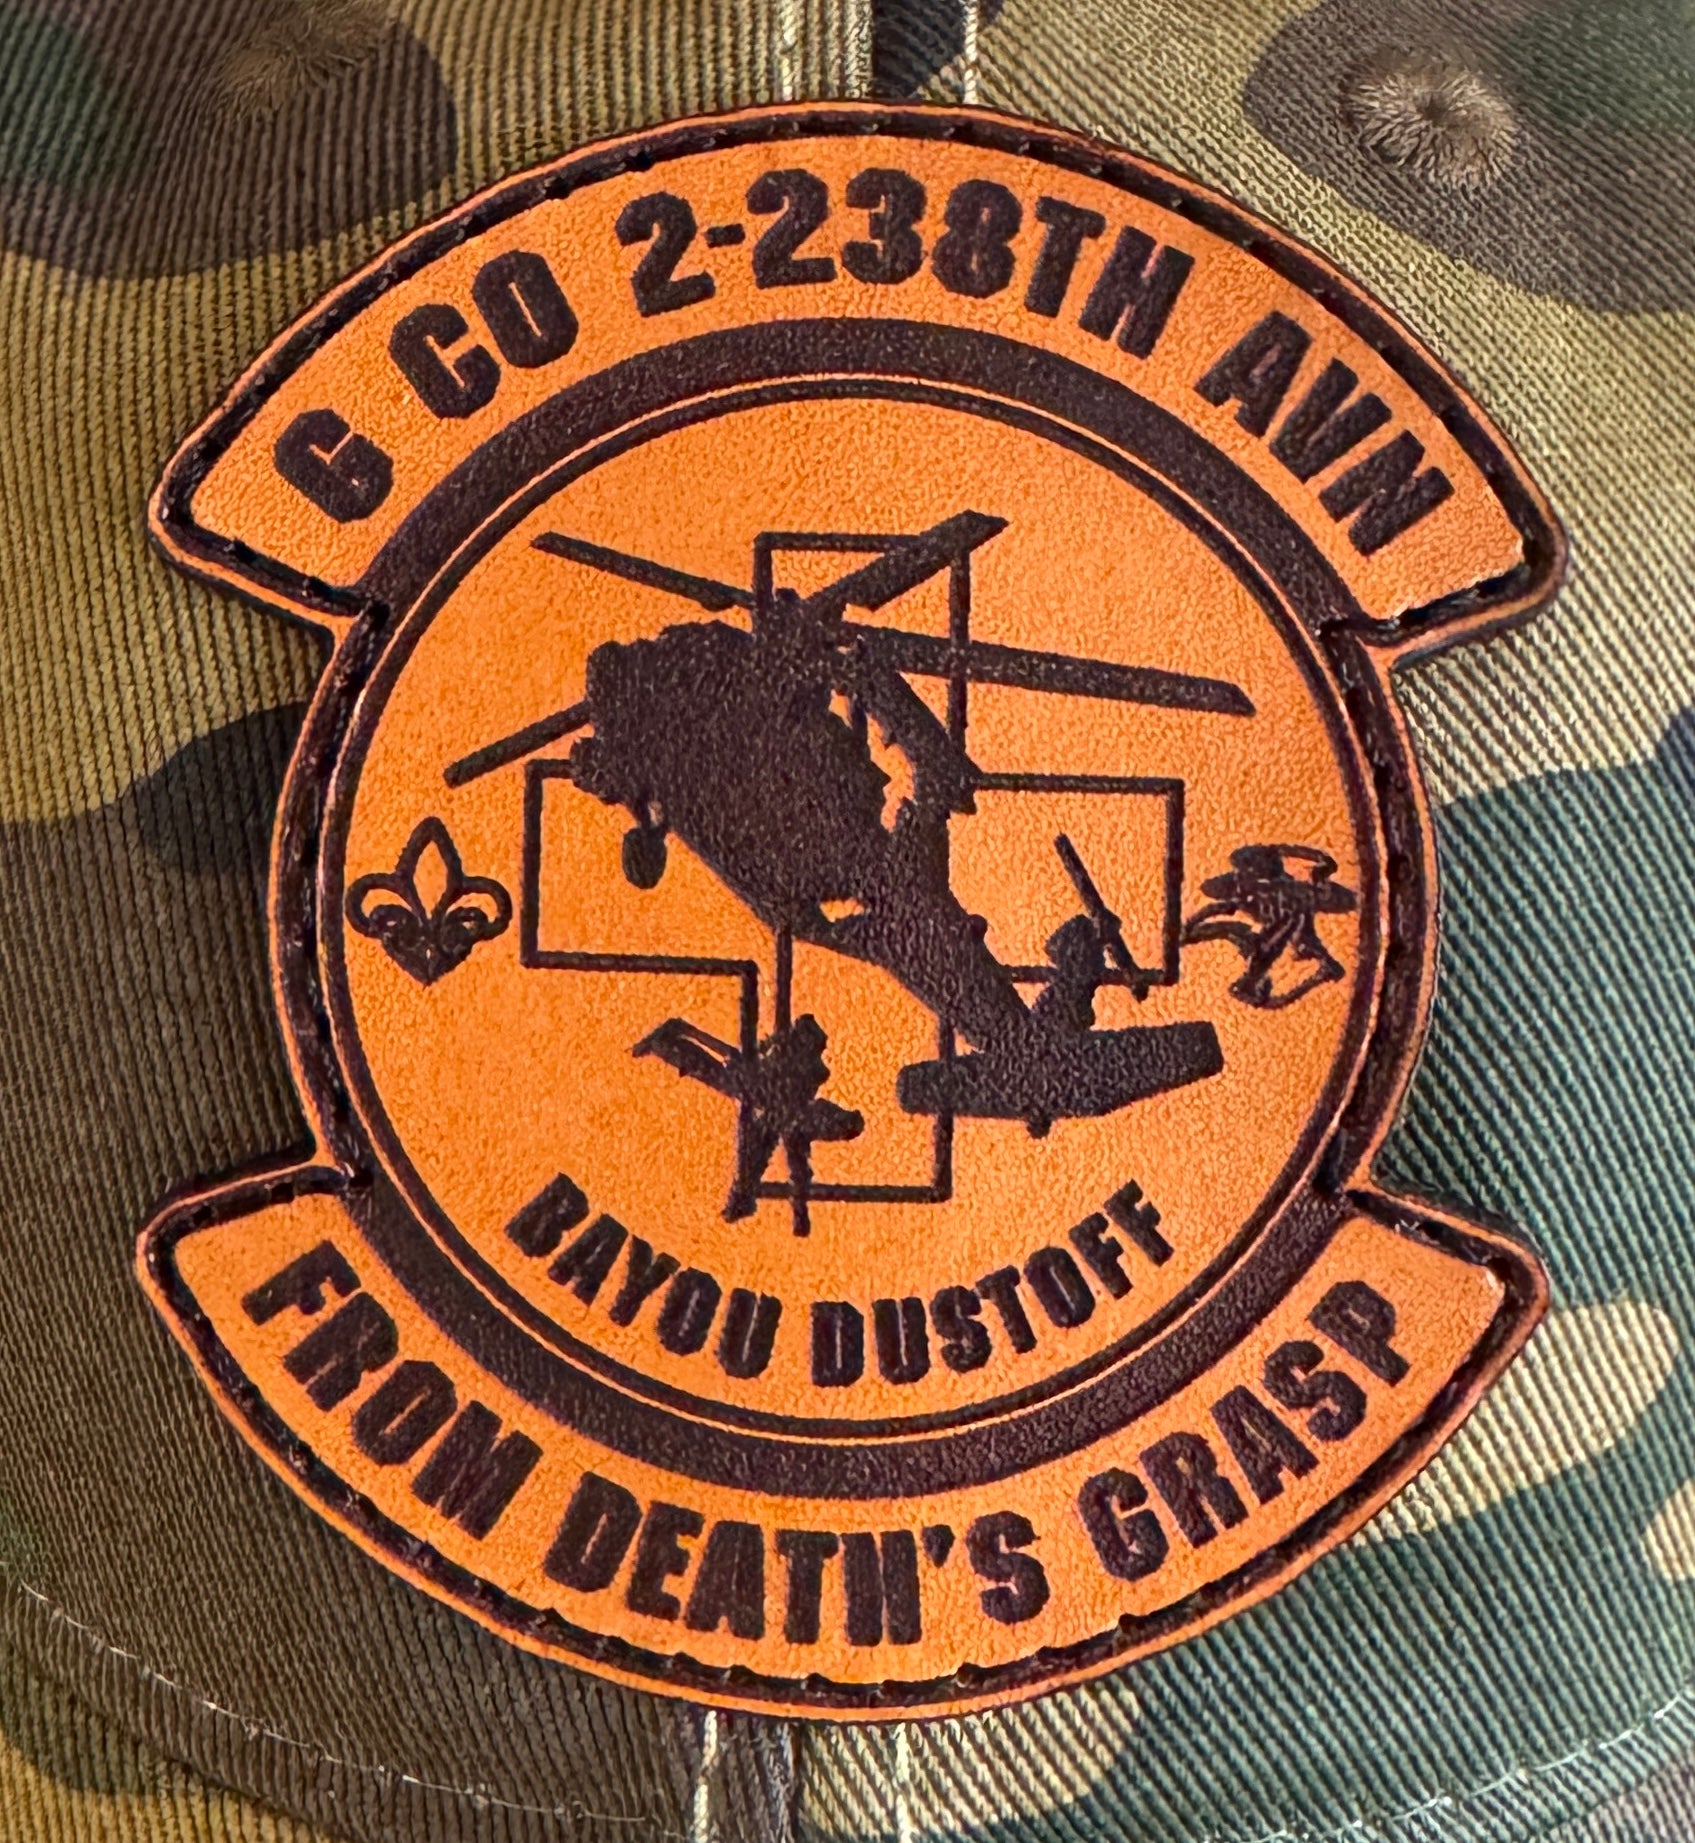 G CO 2-238TH AVN
BAYOU DUSTOFF
FROM DEATH'S GRASP